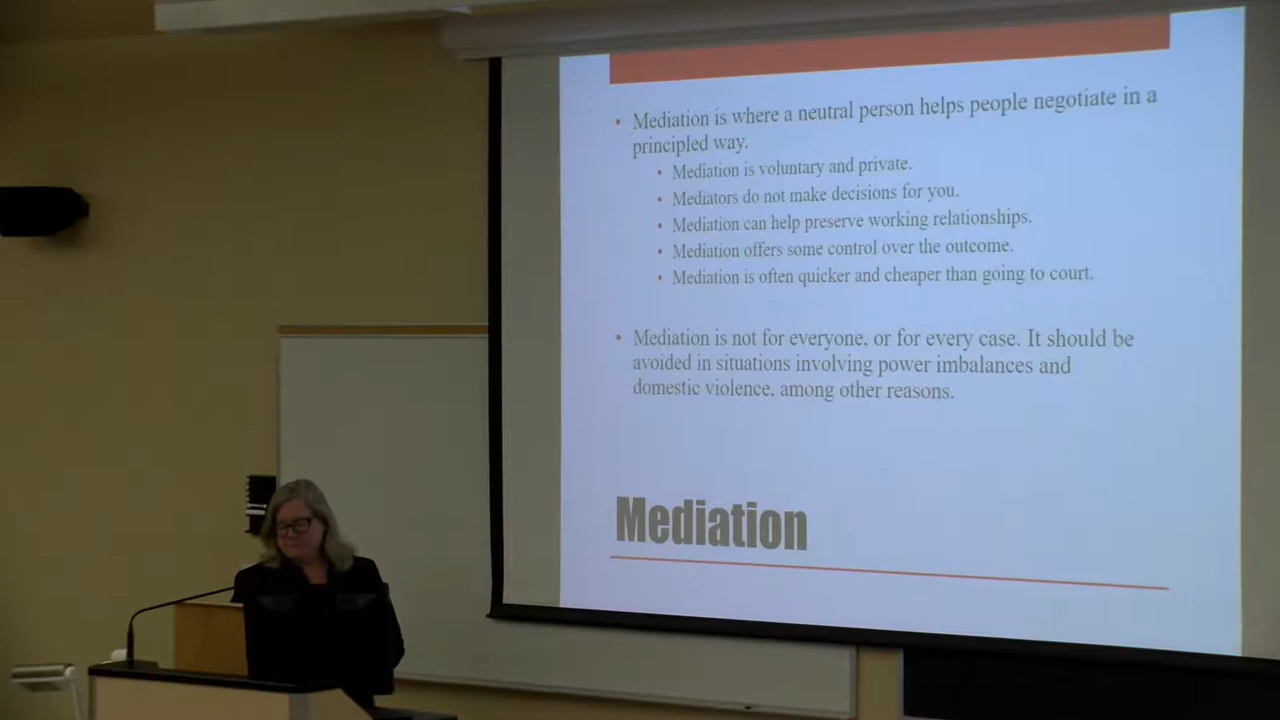 • Mediation is where a neutral person helps people negotiate in a
principled way.
• Mediation is voluntary and private.
• Mediators do not make decisions for you.
• Mediation can help preserve working relationships.
• Mediation offers some control over the outcome.
• Mediation is often quicker and cheaper than going to court.
• Mediation is not for everyone, or for every case. It should be
avoided in situations involving power imbalances and
domestic violence, among other reasons.
Mediation